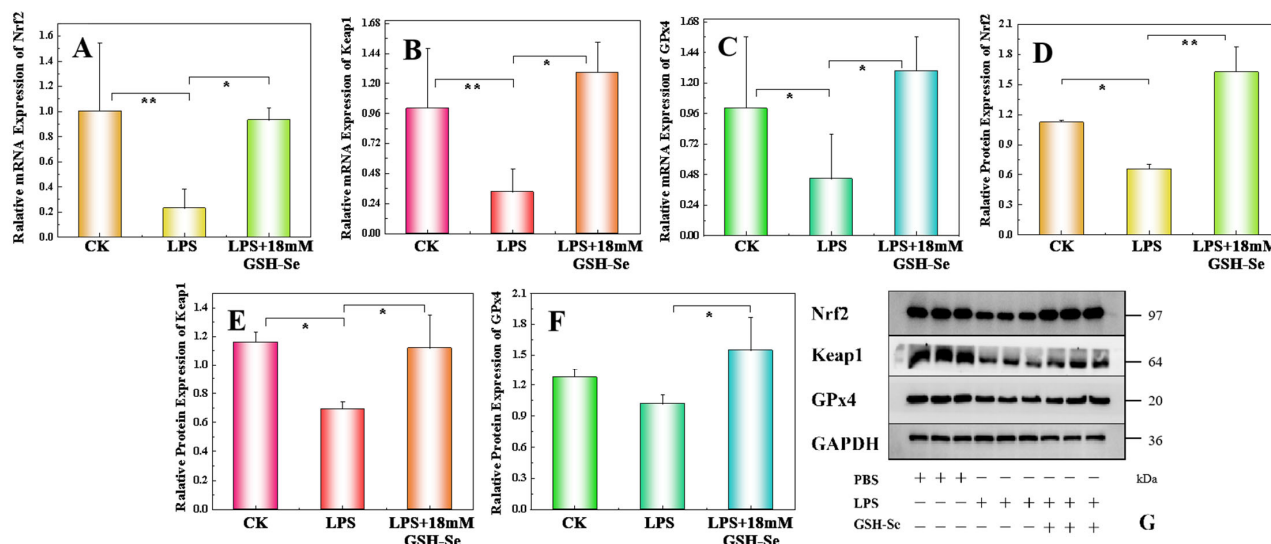 A
Ralative mRNA Expression of Nrf2
1.6
1.4
1.2
1.0
0.8
0.6
0.4
0.2
0.0
**
*
CK
LPS
LPS+18mM
GSH-Se
B
Ralative mRNA Expression of Keap1
1.68
1.44
1.20
0.96
0.72
0.48
0.24
0.00
**
*
CK
LPS
LPS+18mM
GSH-Se
C
Ralative mRNA Expression of GPx4
1.68
1.44
1.20
0.96
0.72
0.48
0.24
0.00
*
*
CK
LPS
LPS+18mM
GSH-Se
D
Ralative Protein Expression of Nrf2
2.1
1.8
1.5
1.2
0.9
0.6
0.3
0.0
*
**
CK
LPS
LPS+18mM
GSH-Se
E
Ralative Protein Expression of Keap1
1.6
1.4
1.2
1.0
0.8
0.6
0.4
0.2
0.0
*
*
CK
LPS
LPS+18mM
GSH-Se
F
Ralative Protein Expression of GPx4
2.1
1.8
1.5
1.2
0.9
0.6
0.3
0.0
*
CK
LPS
LPS+18mM
GSH-Se
Nrf2 97
Keap1 64
GPx4 20
GAPDH 36
PBS + + + − − − − − − kDa
LPS − − − + + + + + +
GSH-Se − − − − − − + + + G